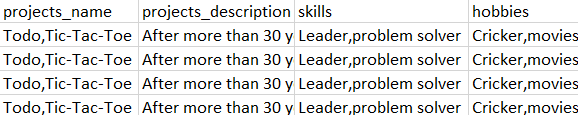 projects_name projects_description skills hobbies
Todo,Tic-Tac-Toe After more than 30 y Leader,problem solver Cricker,movies
Todo,Tic-Tac-Toe After more than 30 y Leader,problem solver Cricker,movies
Todo,Tic-Tac-Toe After more than 30 y Leader,problem solver Cricker,movies
Todo,Tic-Tac-Toe After more than 30 y Leader,problem solver Cricker,movies